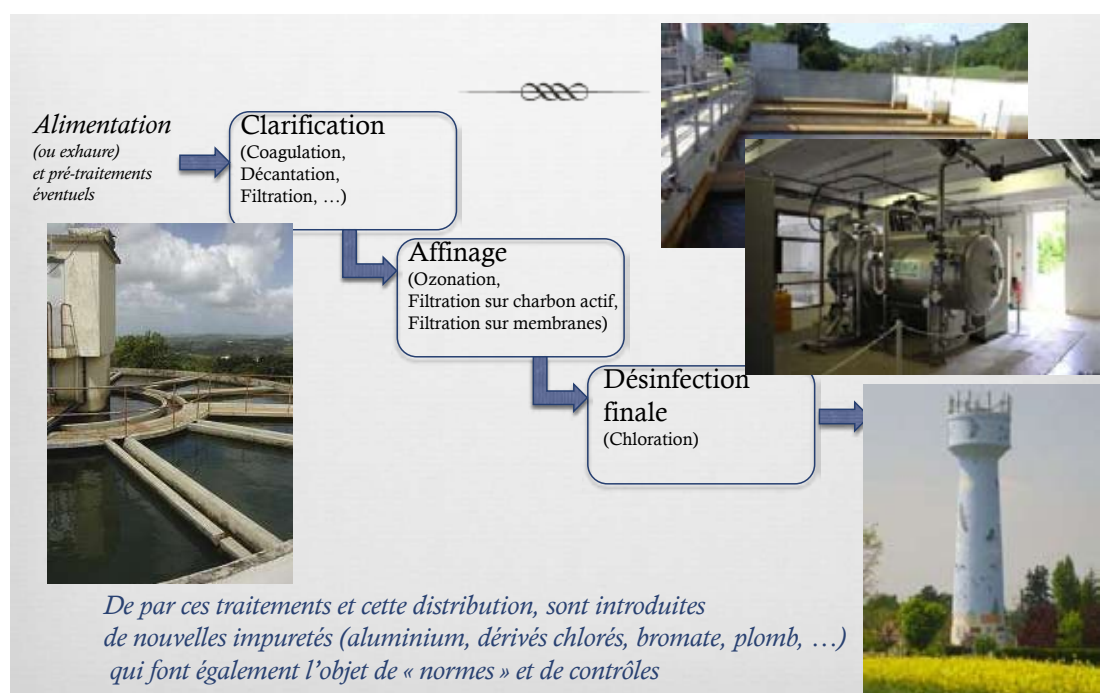 Alimentation
(ou exhaure)
et pré-traitements
éventuels
Clarification
(Coagulation,
Décantation,
Filtration, …)
Affinage
(Ozonation,
Filtration sur charbon actif,
Filtration sur membranes)
Désinfection
finale
(Chloration)
De par ces traitements et cette distribution, sont introduites
de nouvelles impuretés (aluminium, dérivés chlorés, bromate, plomb, …)
qui font également l’objet de « normes » et de contrôles